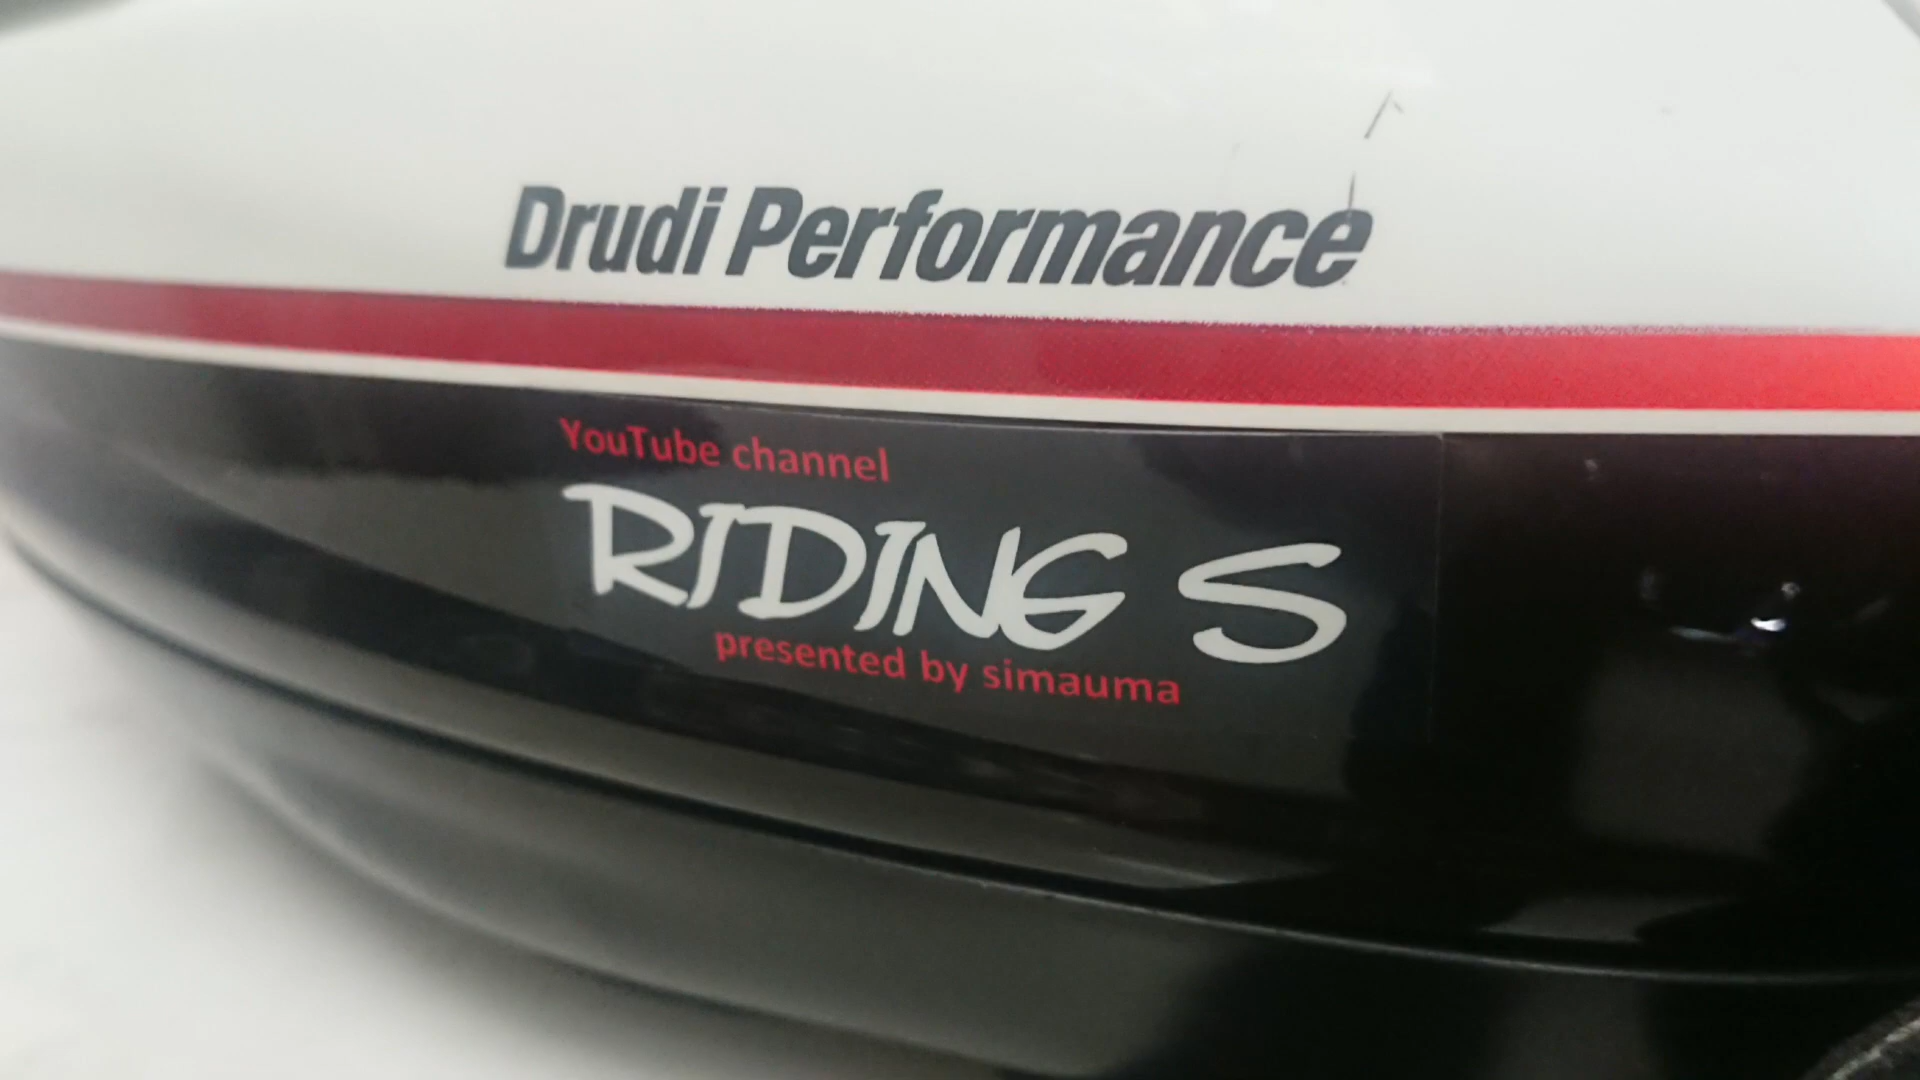 Drudi Performance
YouTube channel
RIDING S
presented by simauma